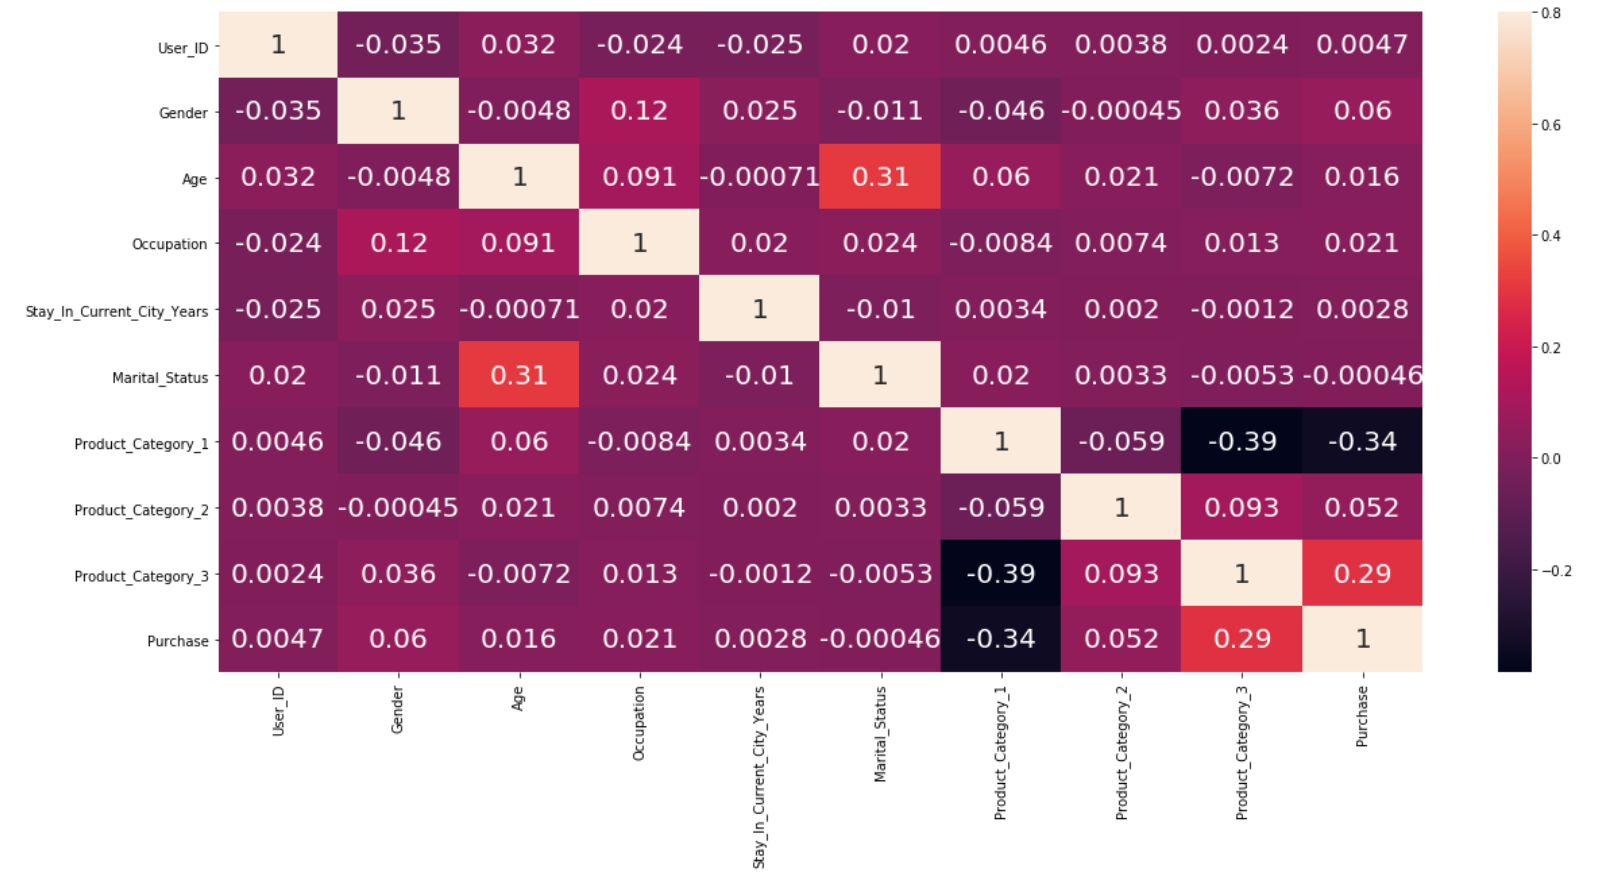 User_ID 1 -0.035 0.032 -0.024 -0.025 0.02 0.0046 0.0038 0.0024 0.0047
Gender -0.035 1 -0.0048 0.12 0.025 -0.011 -0.046 -0.00045 0.036 0.06
Age 0.032 -0.0048 1 0.091 -0.00071 0.31 0.06 0.021 -0.0072 0.016
Occupation -0.024 0.12 0.091 1 0.02 0.024 -0.0084 0.0074 0.013 0.021
Stay_In_Current_City_Years -0.025 0.025 -0.00071 0.02 1 -0.01 0.0034 0.002 -0.0012 0.0028
Marital_Status 0.02 -0.011 0.31 0.024 -0.01 1 0.02 0.0033 -0.0053 -0.00046
Product_Category_1 0.0046 -0.046 0.06 -0.0084 0.0034 0.02 1 -0.059 -0.39 -0.34
Product_Category_2 0.0038 -0.00045 0.021 0.0074 0.002 0.0033 -0.059 1 0.093 0.052
Product_Category_3 0.0024 0.036 -0.0072 0.013 -0.0012 -0.0053 -0.39 0.093 1 0.29
Purchase 0.0047 0.06 0.016 0.021 0.0028 -0.00046 -0.34 0.052 0.29 1
User_ID
Gender
Age
Occupation
Stay_In_Current_City_Years
Marital_Status
Product_Category_1
Product_Category_2
Product_Category_3
Purchase
0.8
0.6
0.4
0.2
0.0
−0.2